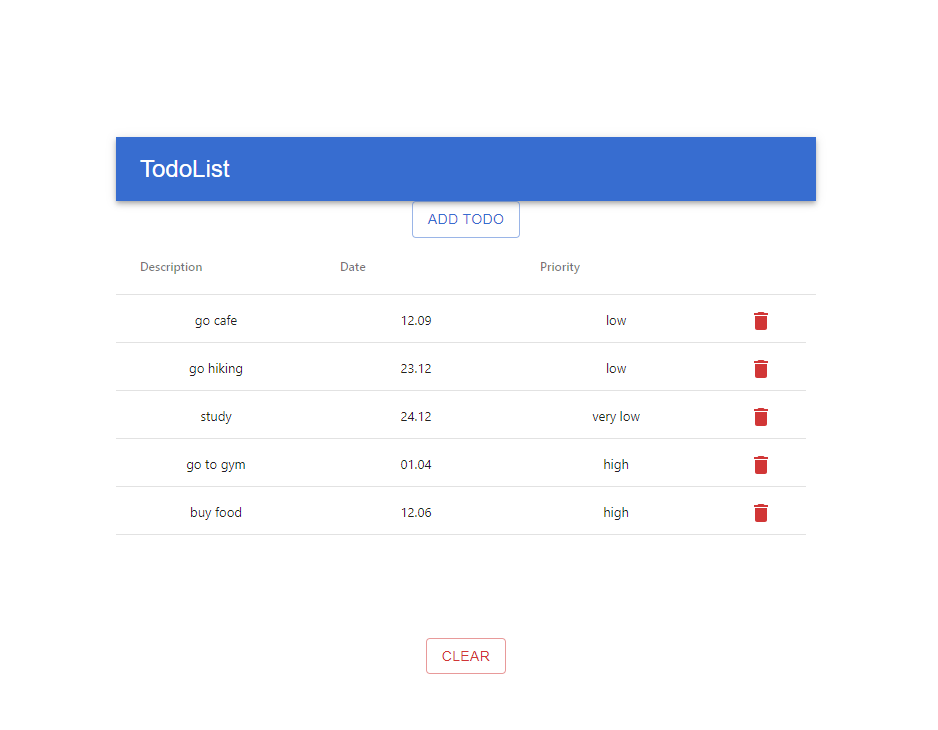 TodoList
ADD TODO
Description Date Priority
go cafe 12.09 low
go hiking 23.12 low
study 24.12 very low
go to gym 01.04 high
buy food 12.06 high
CLEAR